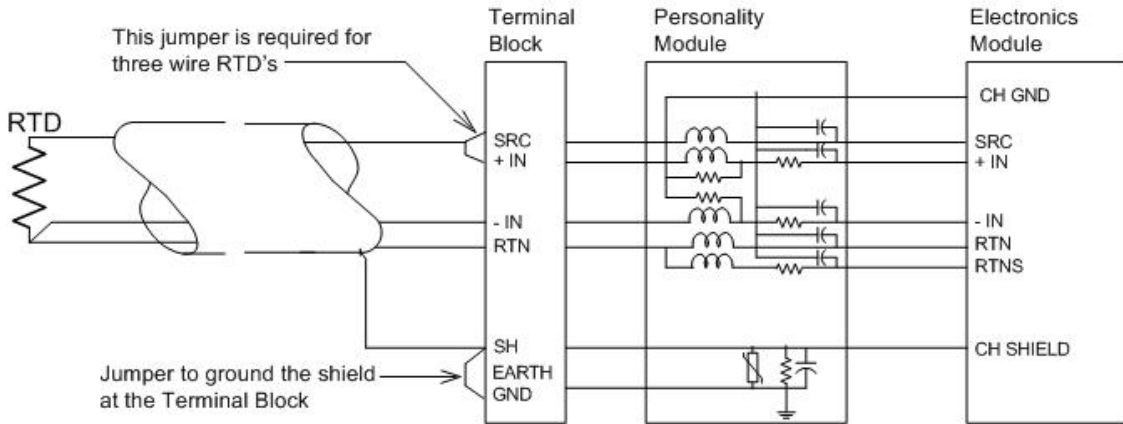 This jumper is required for
three wire RTD's
Terminal
Block
Personality
Module
Electronics
Module
RTD
SRC
+ IN
- IN
RTN
SH
EARTH
GND
CH GND
SRC
+ IN
- IN
RTN
RTNS
CH SHIELD
Jumper to ground the shield
at the Terminal Block